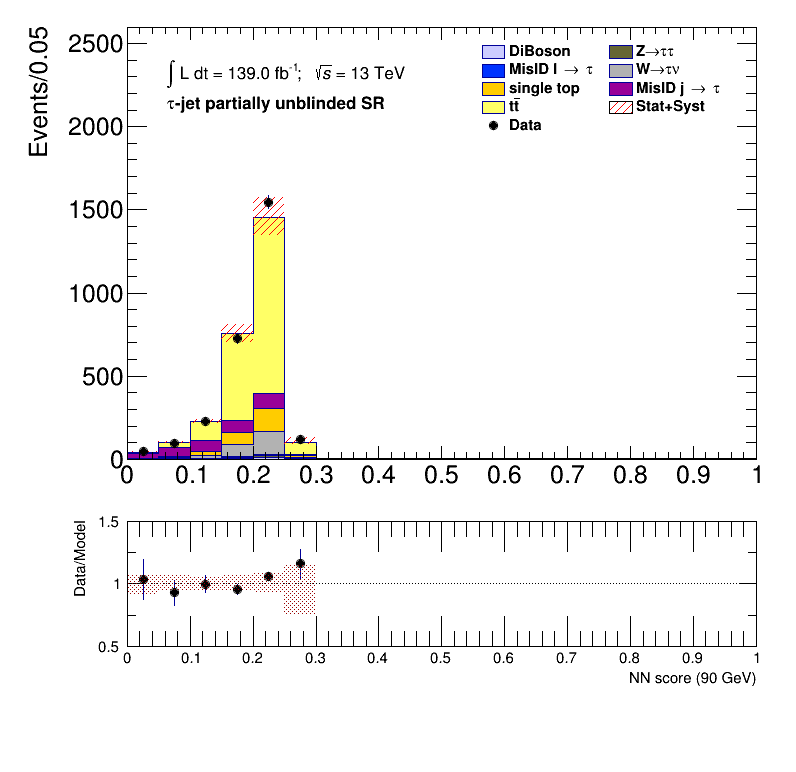 Events/0.05
2500
2000
1500
1000
500
0
∫ L dt = 139.0 fb⁻¹; √s = 13 TeV
τ-jet partially unblinded SR
DiBoson
MisID l → τ
single top
tt̄
Data
Z→ττ
W→τν
MisID j → τ
Stat+Syst
0 0.1 0.2 0.3 0.4 0.5 0.6 0.7 0.8 0.9 1
Data/Model
1.5
1
0.5
0 0.1 0.2 0.3 0.4 0.5 0.6 0.7 0.8 0.9 1
NN score (90 GeV)